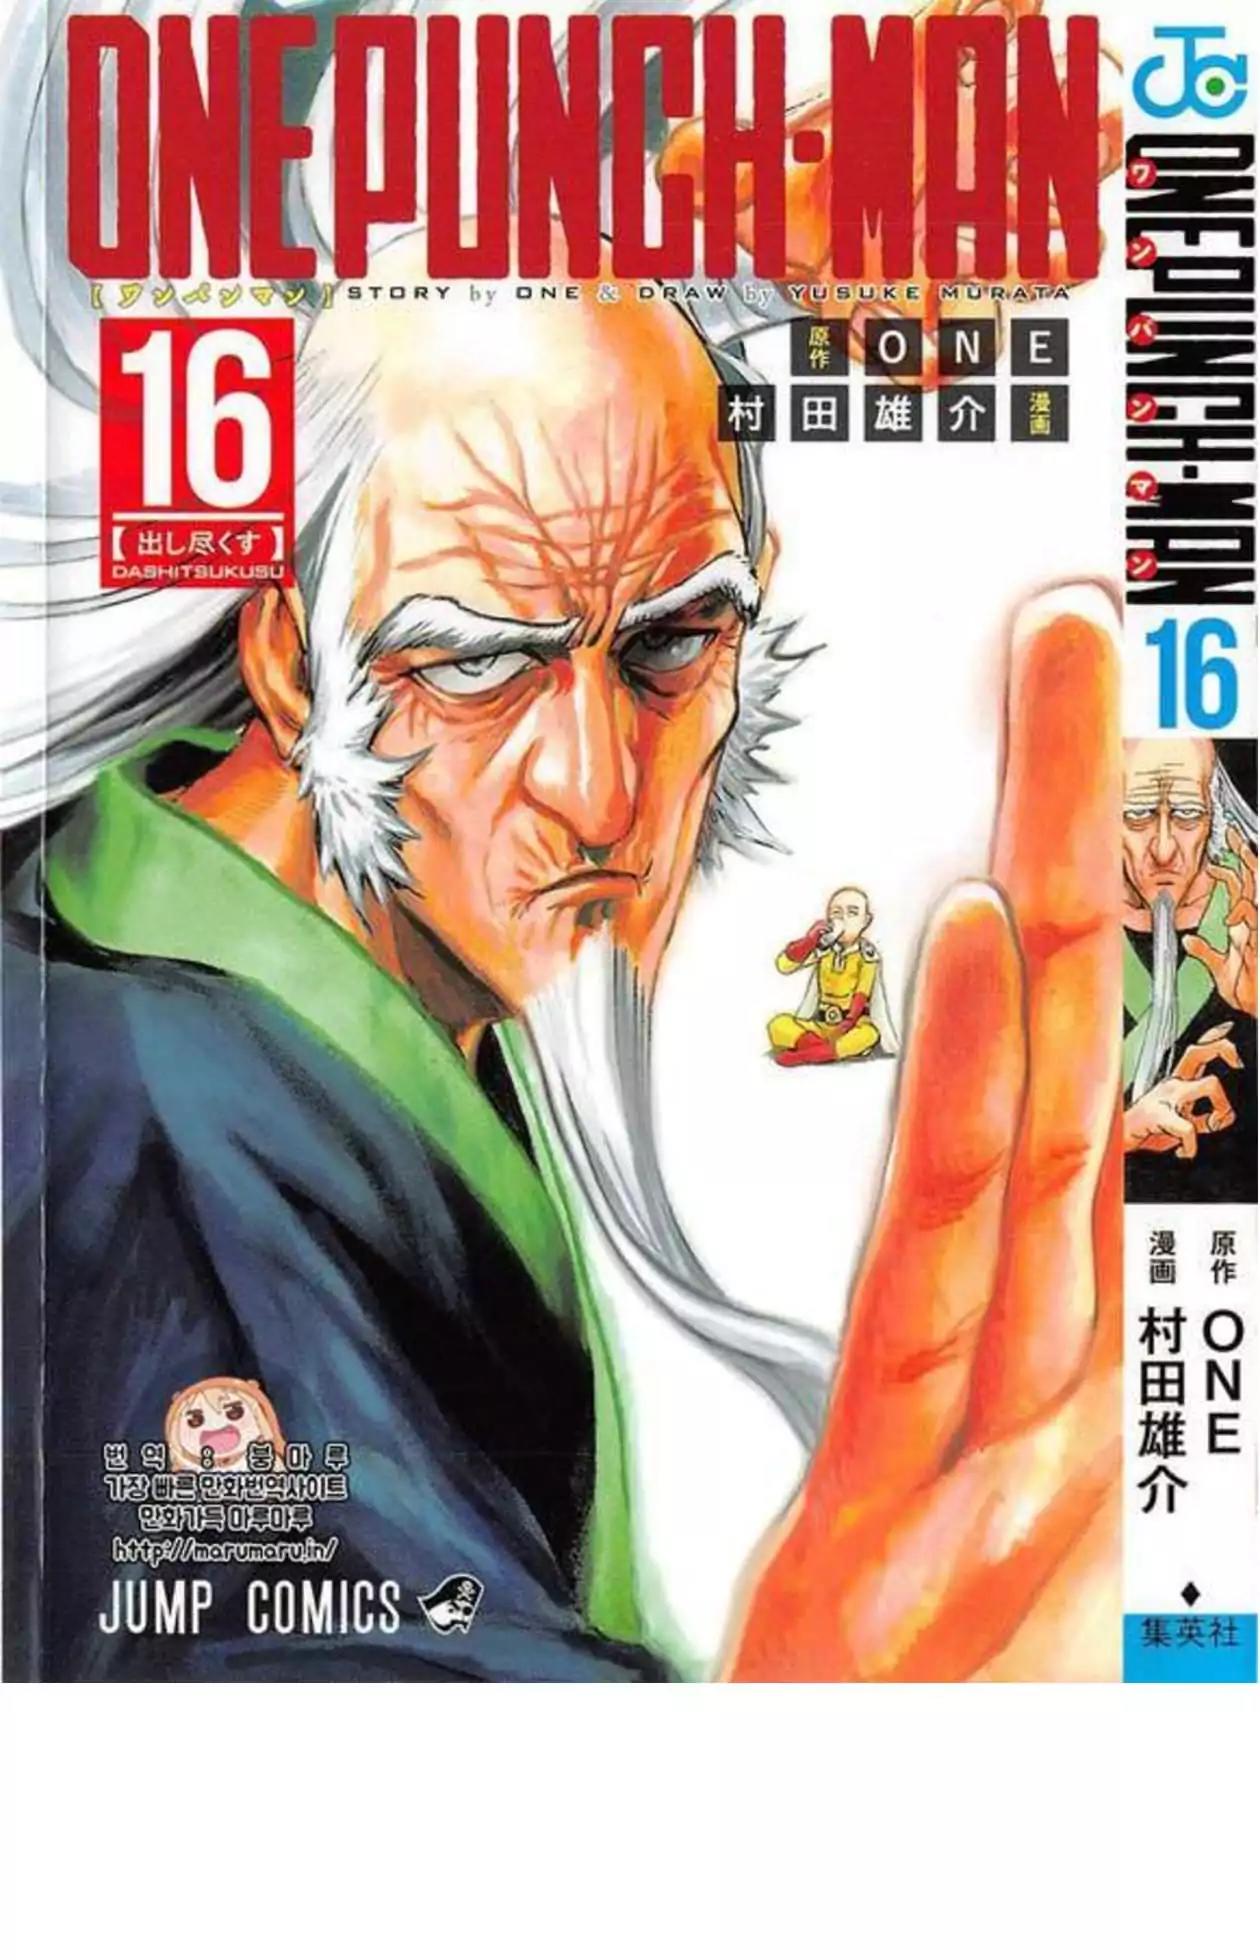 ONE PUNCH-MAN
[ワンパンマン] STORY by ONE & DRAW by YUSUKE MURATA
原作 ONE
村田雄介 漫画
16
【出し尽くす】
DASHITSUKUSU
번역 : 붕마루
가장 빠른 만화번역사이트
만화가득 마루마루
http://marumaru.in/
JUMP COMICS
JC
ONE PUNCH-MAN
ワンパンマン
16
原作 ONE
漫画 村田雄介
集英社